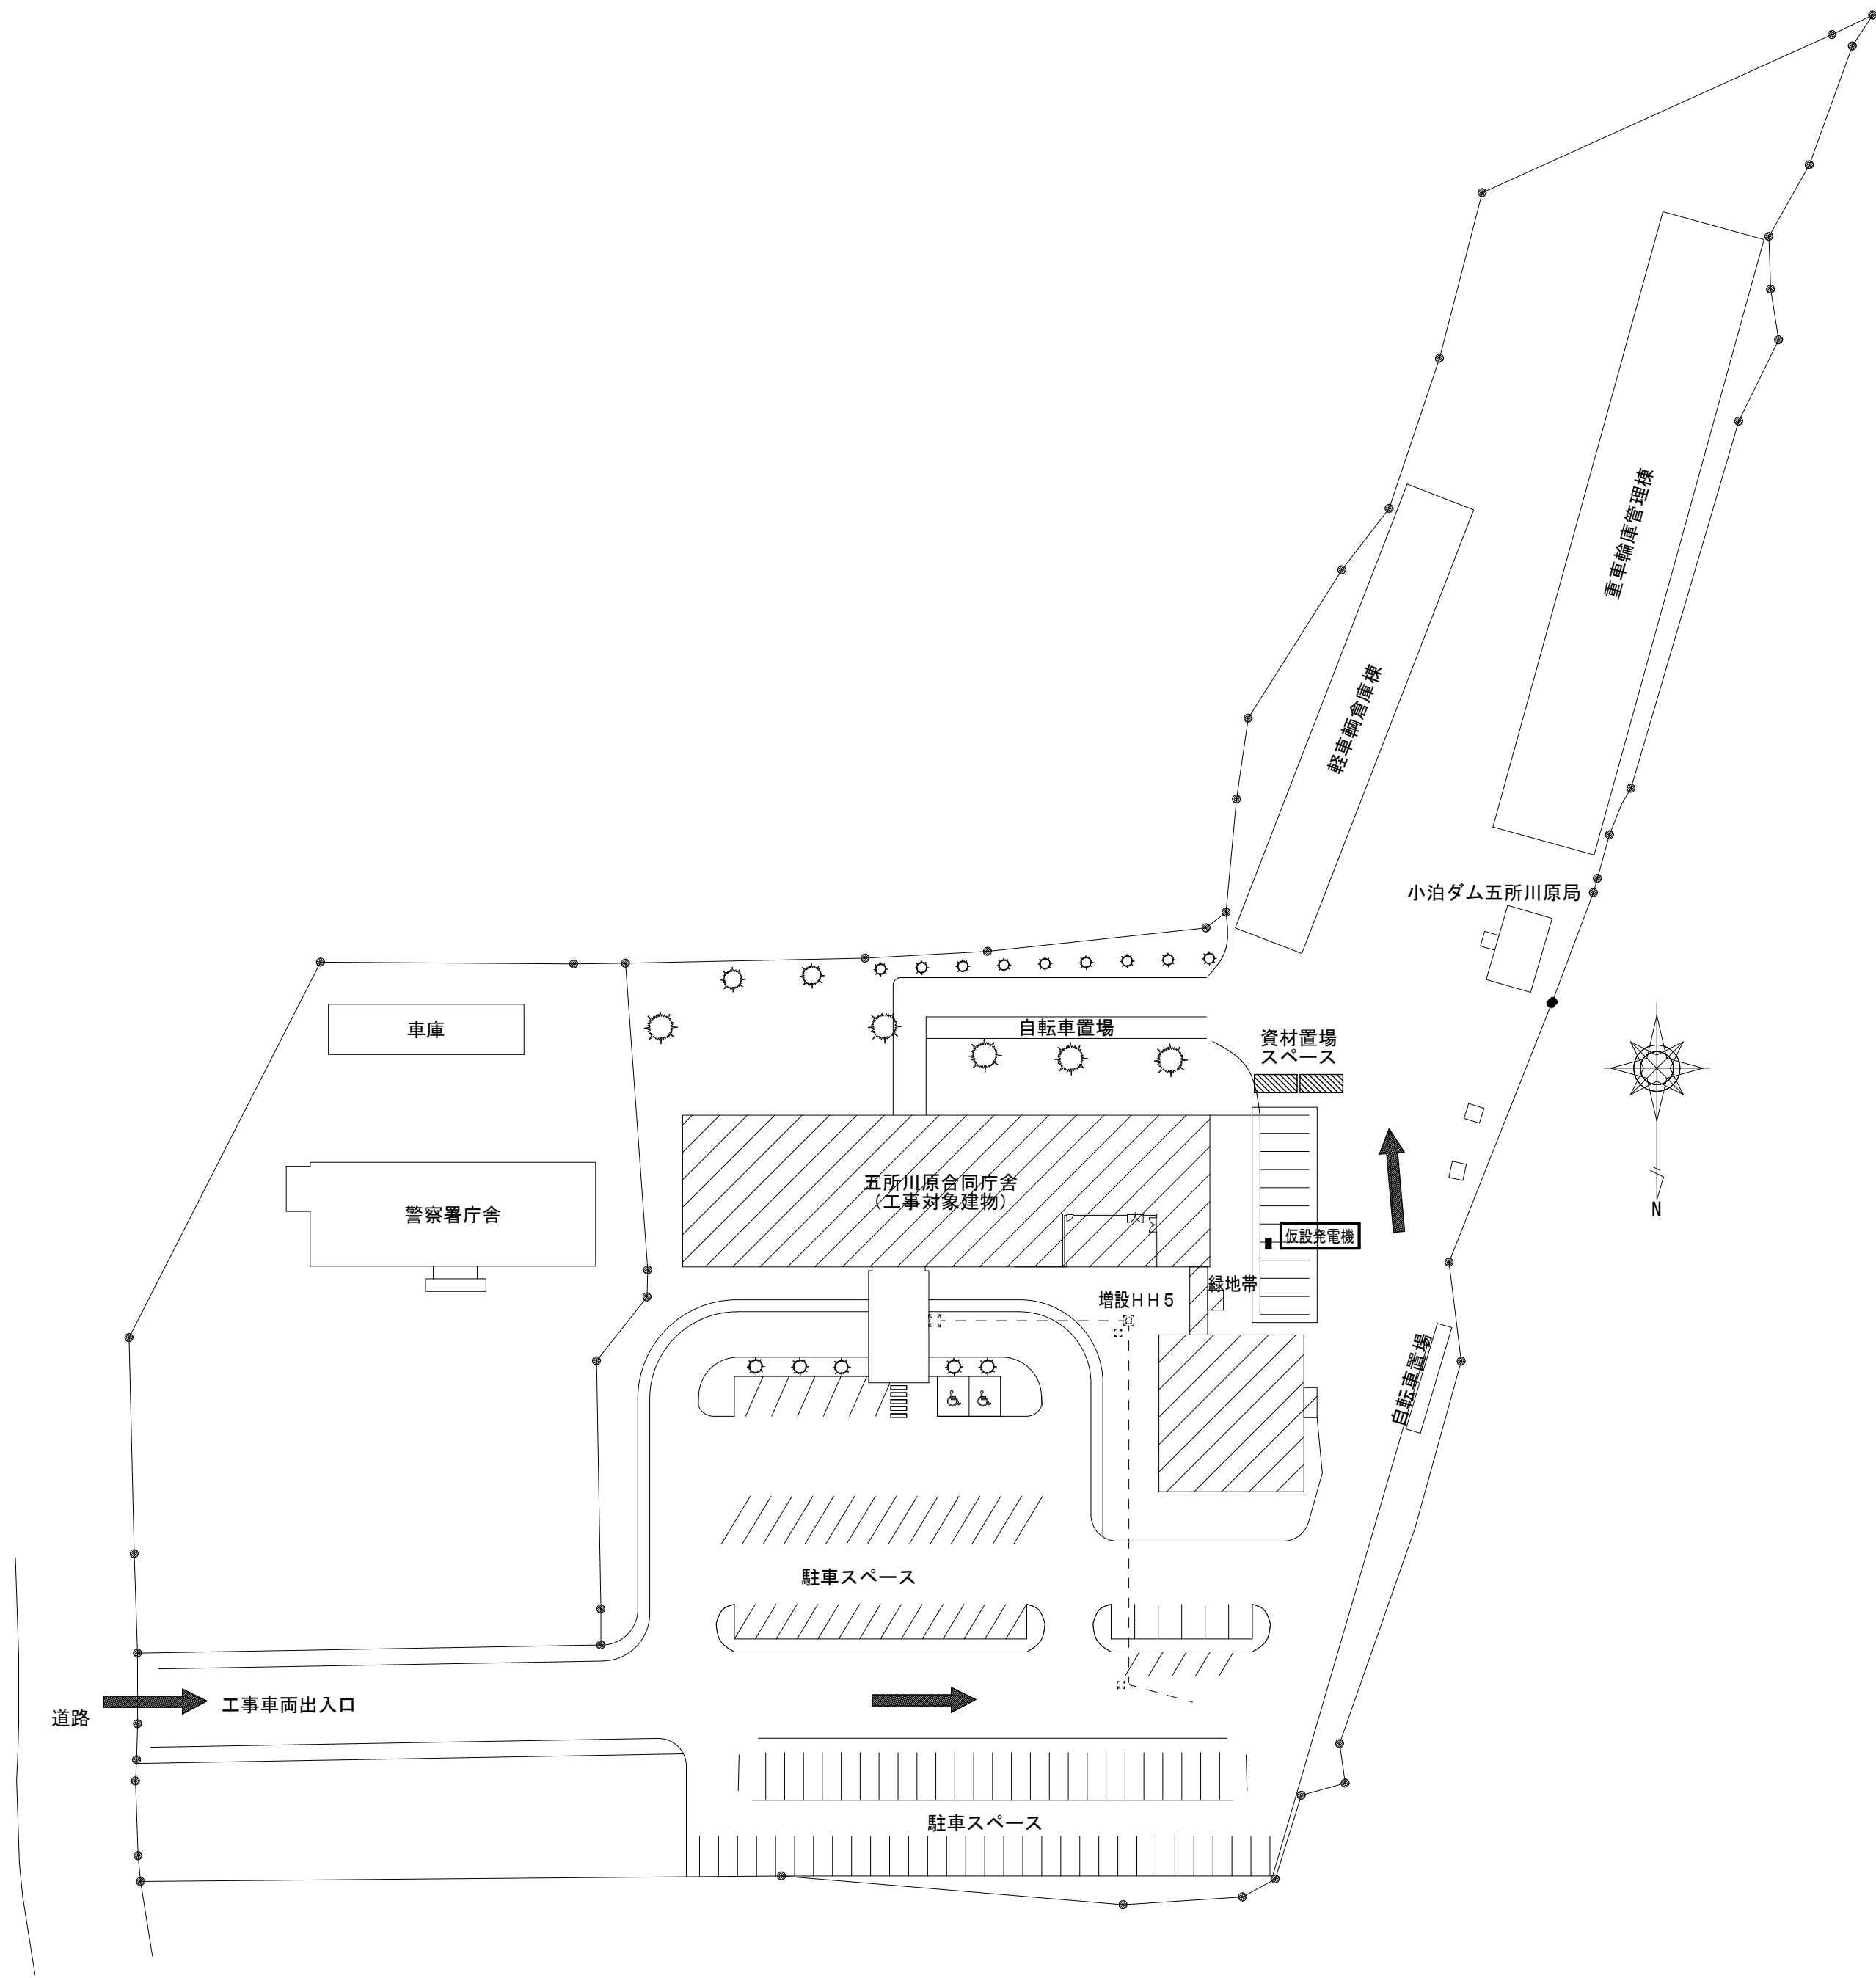 重車輪庫管理棟
軽車輌倉庫棟
小泊ダム五所川原局
車庫
自転車置場
資材置場
スペース
五所川原合同庁舎
（工事対象建物）
警察署庁舎
N
仮設発電機
緑地帯
増設ＨＨ５
自転車置場
駐車スペース
工事車両出入口
道路
駐車スペース